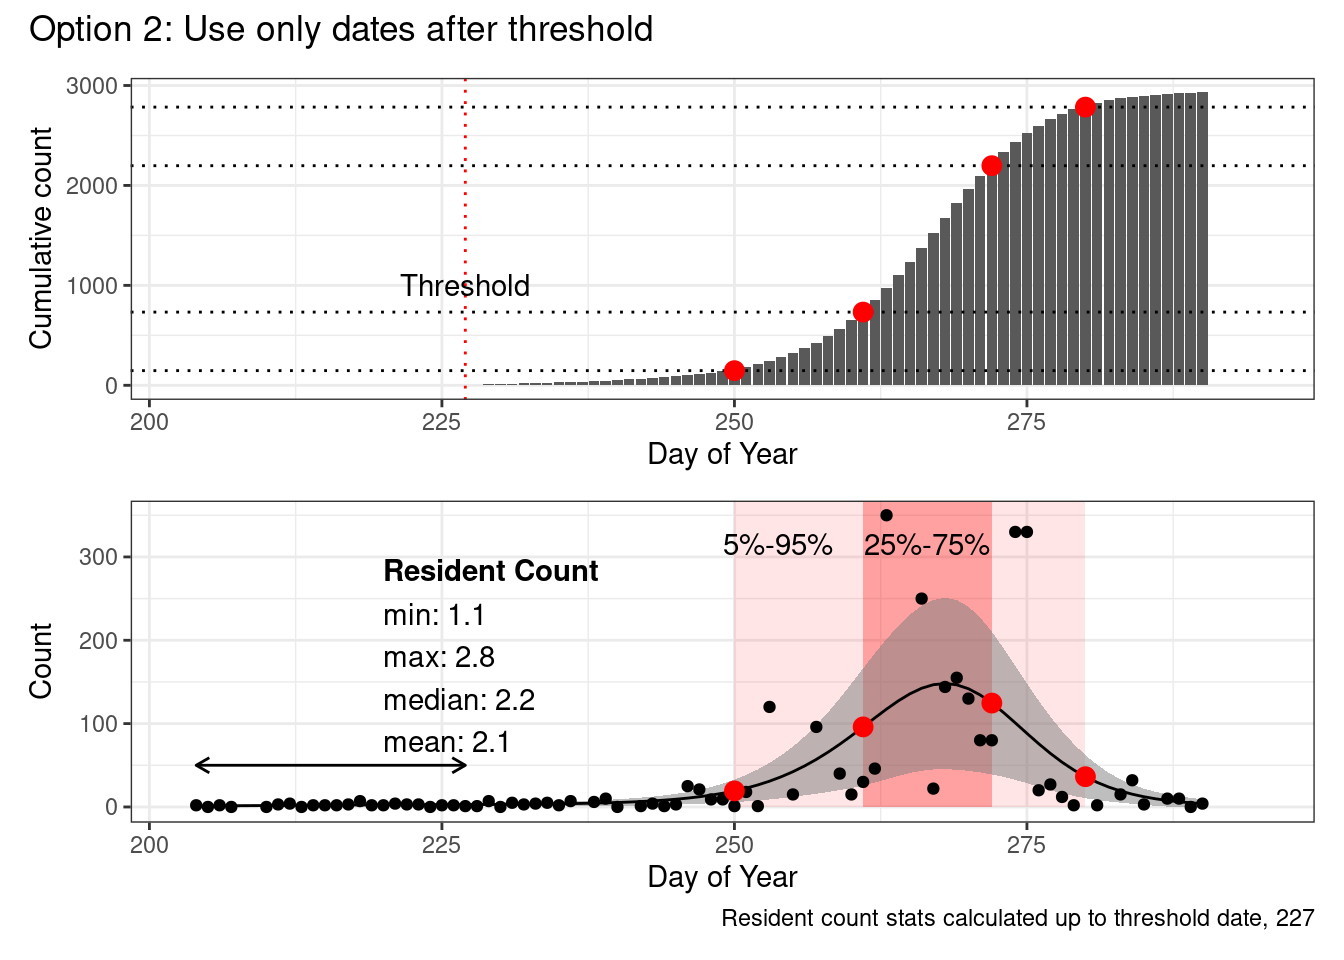 Option 2: Use only dates after threshold
3000
2000
1000
0
Cumulative count
Threshold
200
225
250
275
Day of Year
300
200
100
0
Count
5%-95%
25%-75%
Resident Count
min: 1.1
max: 2.8
median: 2.2
mean: 2.1
200
225
250
275
Day of Year
Resident count stats calculated up to threshold date, 227